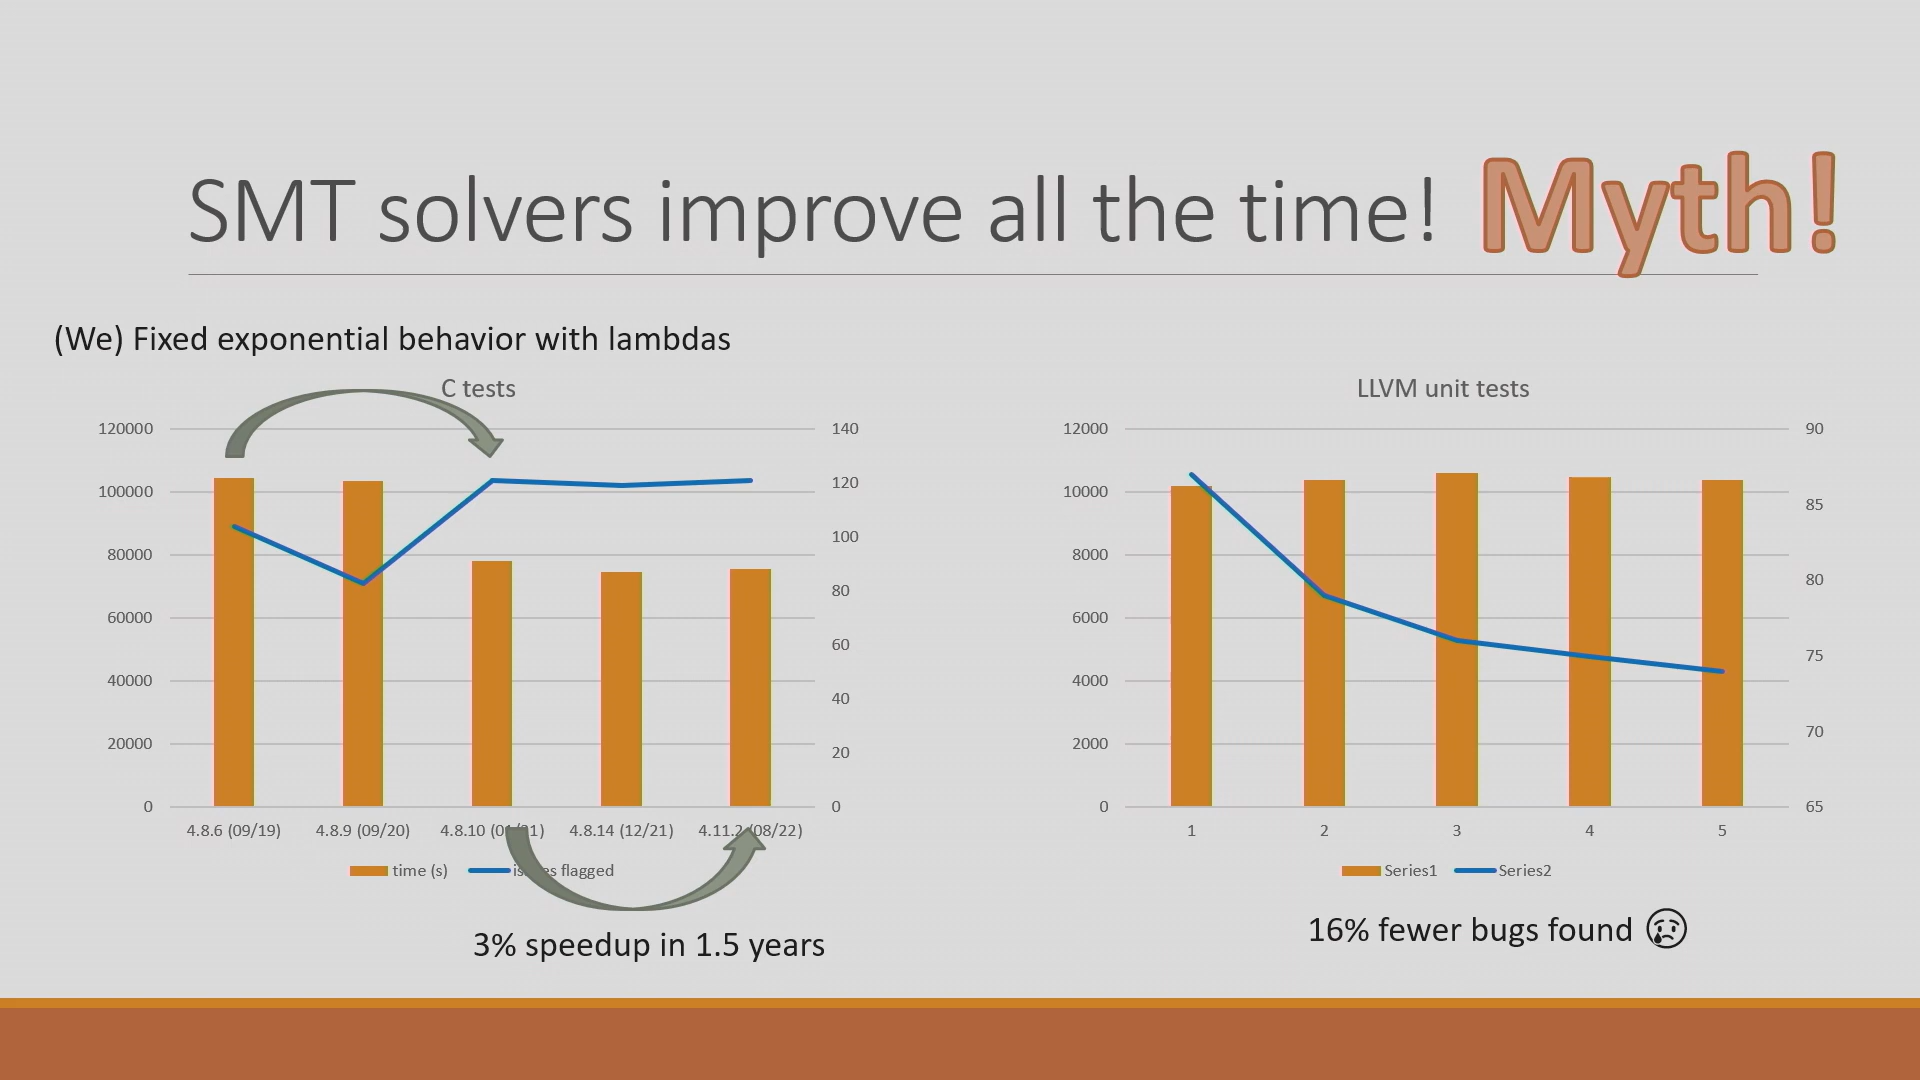 SMT solvers improve all the time! Myth!
(We) Fixed exponential behavior with lambdas
C tests
120000
100000
80000
60000
40000
20000
0
140
120
100
80
60
40
20
0
4.8.6 (09/19) 4.8.9 (09/20) 4.8.10 (01/21) 4.8.14 (12/21) 4.11.2 (08/22)
time (s) issues flagged
3% speedup in 1.5 years
LLVM unit tests
12000
10000
8000
6000
4000
2000
0
90
85
80
75
70
65
1 2 3 4 5
Series1 Series2
16% fewer bugs found